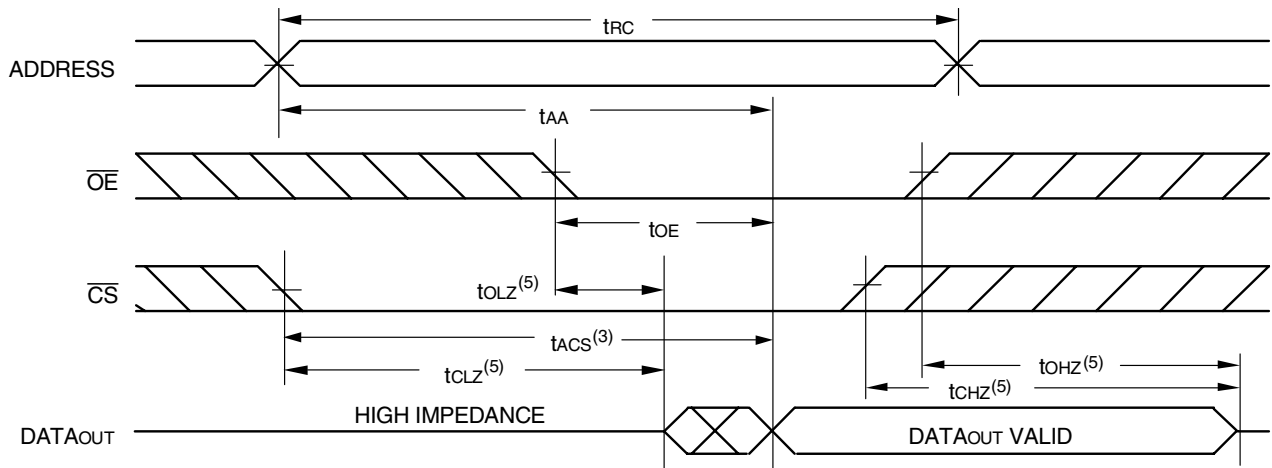 tRC
ADDRESS
tAA
OE
tOE
CS
tOLZ(5)
tACS(3)
tOHZ(5)
tCLZ(5)
tCHZ(5)
HIGH IMPEDANCE
DATAOUT
DATAOUT VALID